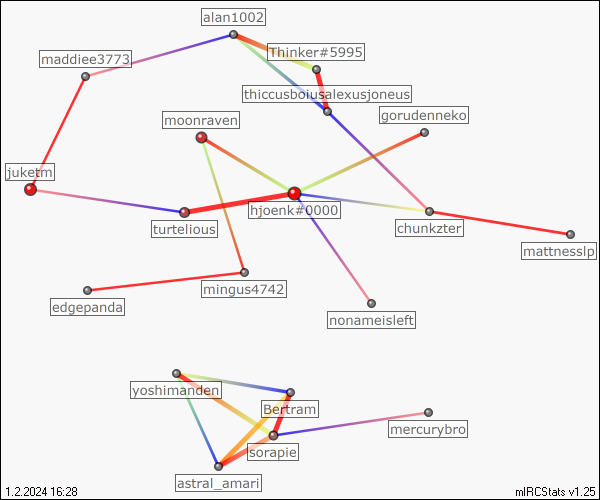 alan1002
Thinker#5995
maddiee3773
thiccusboiusalexusjoneus
gorudenneko
moonraven
juketm
hjoenk#0000
turtelious
chunkzter
mattnesslp
mingus4742
edgepanda
nonameisleft
yoshimanden
Bertram
mercurybro
sorapie
astral_amari
1.2.2024 16:28
mIRCStats v1.25